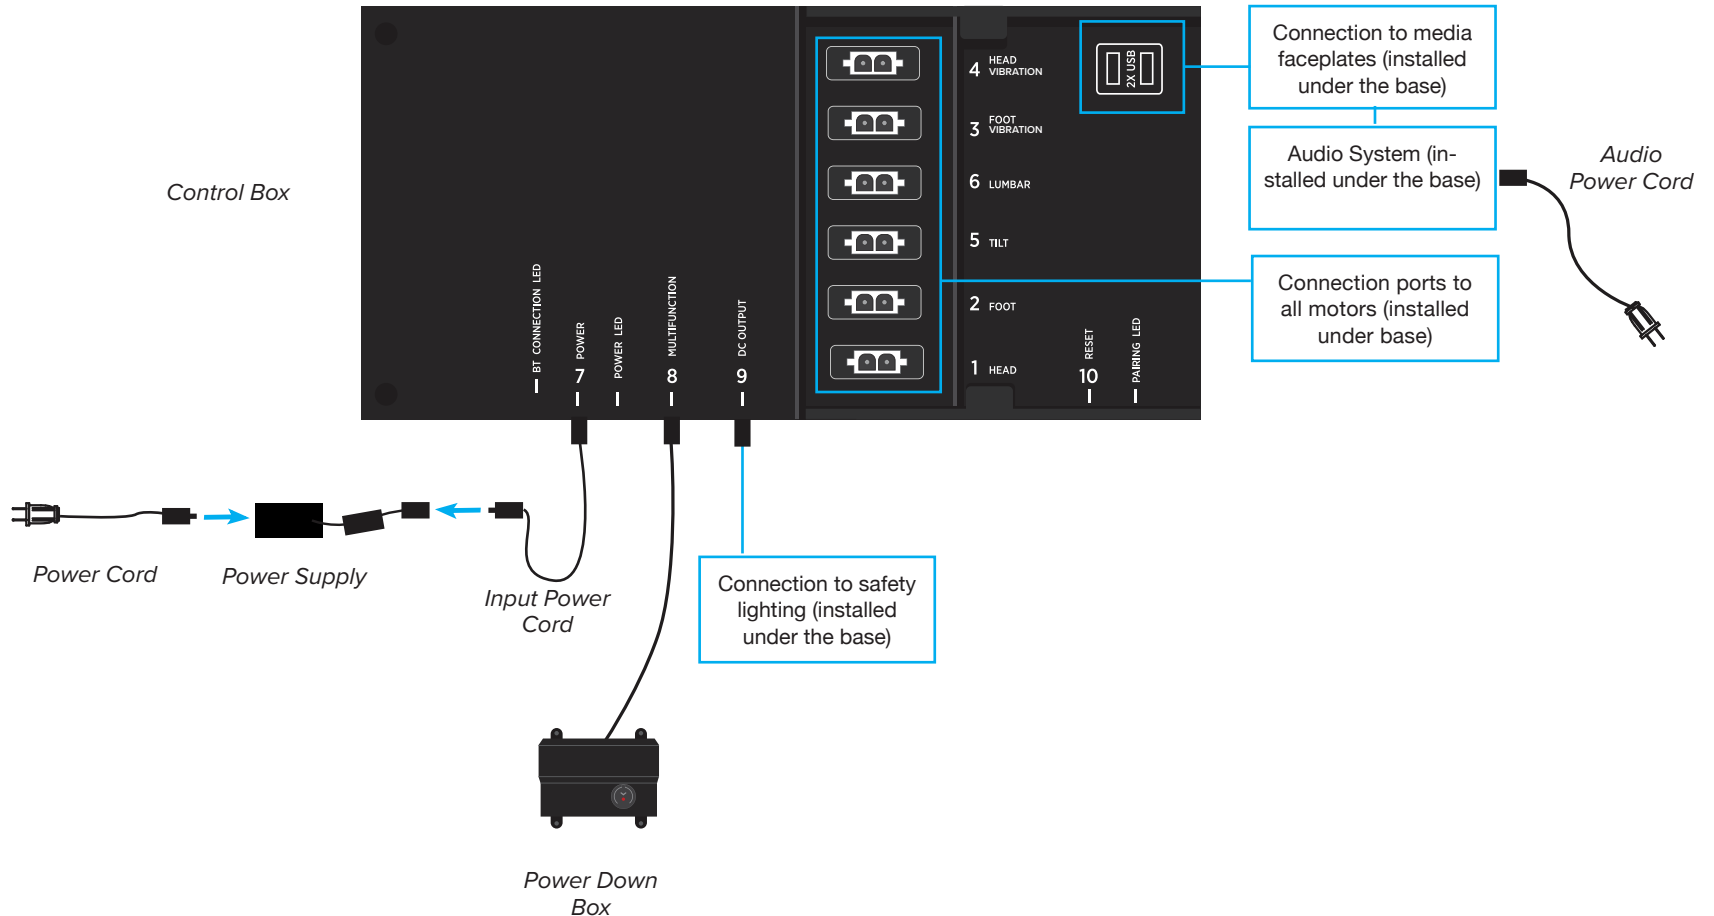 Control Box
BT CONNECTION LED
7 POWER
POWER LED
8 MULTIFUNCTION
9 DC OUTPUT
4 HEAD
VIBRATION
3 FOOT
VIBRATION
6 LUMBAR
5 TILT
2 FOOT
1 HEAD
2X USB
10 RESET
PAIRING LED
Connection to media
faceplates (installed
under the base)
Audio System (in-
stalled under the base)
Audio
Power Cord
Connection ports to
all motors (installed
under base)
Power Cord
Power Supply
Input Power
Cord
Connection to safety
lighting (installed
under the base)
Power Down
Box